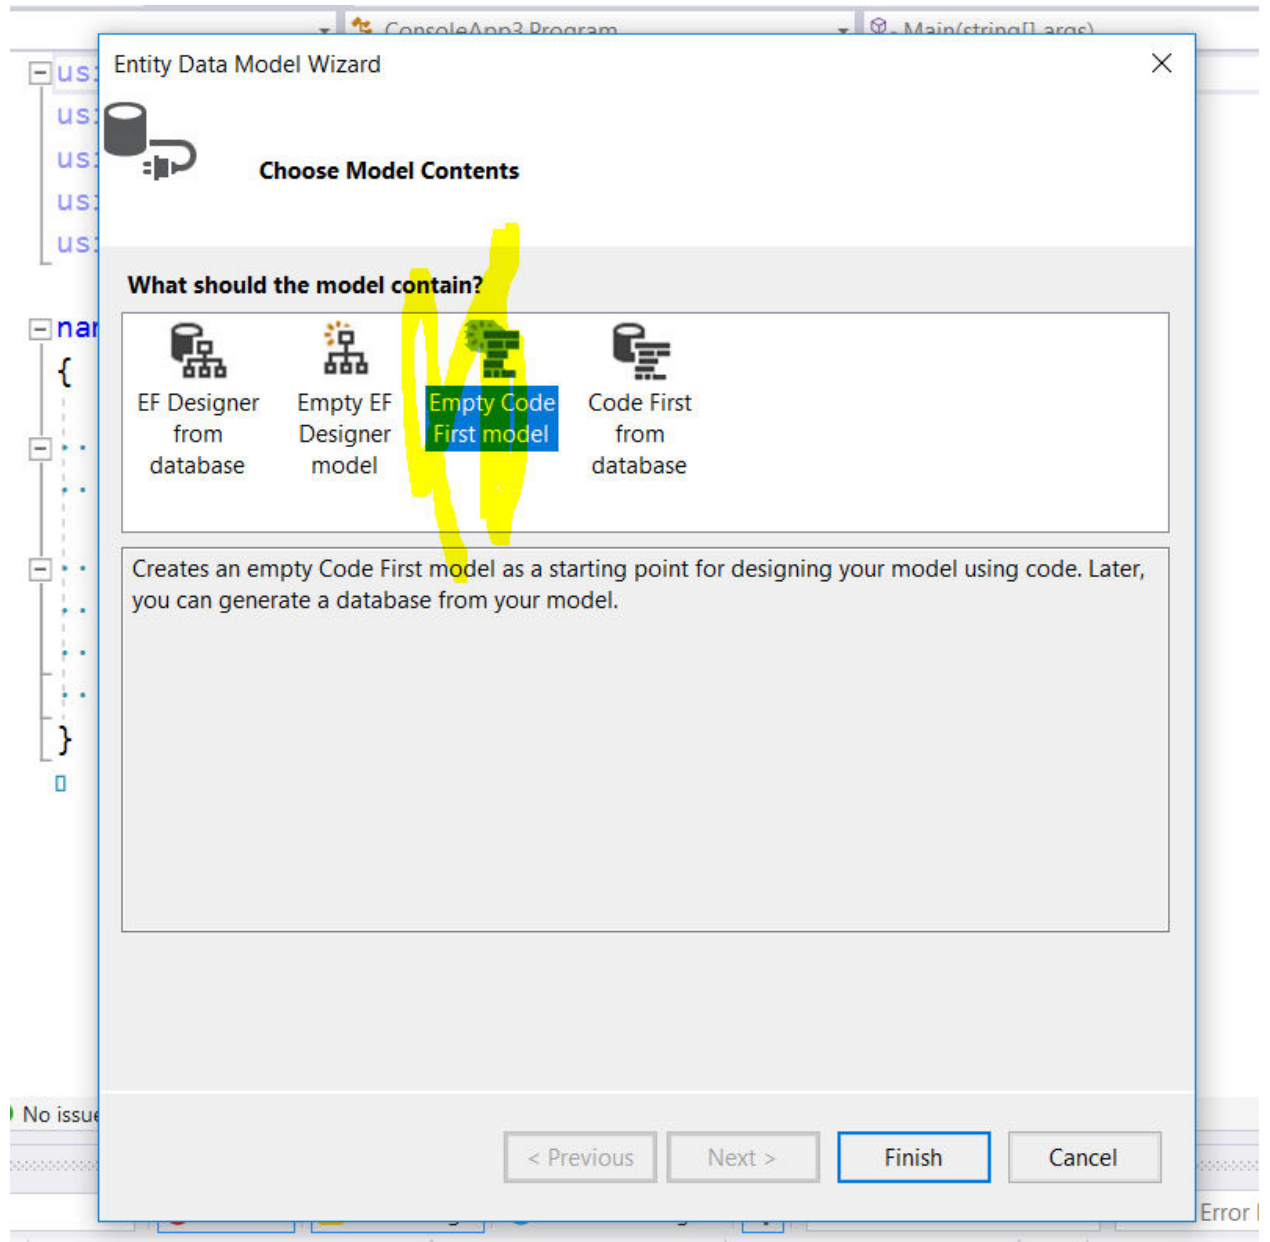 ConsoleApp3.Program
Main(string[] args)
Entity Data Model Wizard
Choose Model Contents
What should the model contain?
EF Designer
from
database
Empty EF
Designer
model
Empty Code
First model
Code First
from
database
Creates an empty Code First model as a starting point for designing your model using code. Later,
you can generate a database from your model.
{
}
No issue
< Previous
Next >
Finish
Cancel
Error